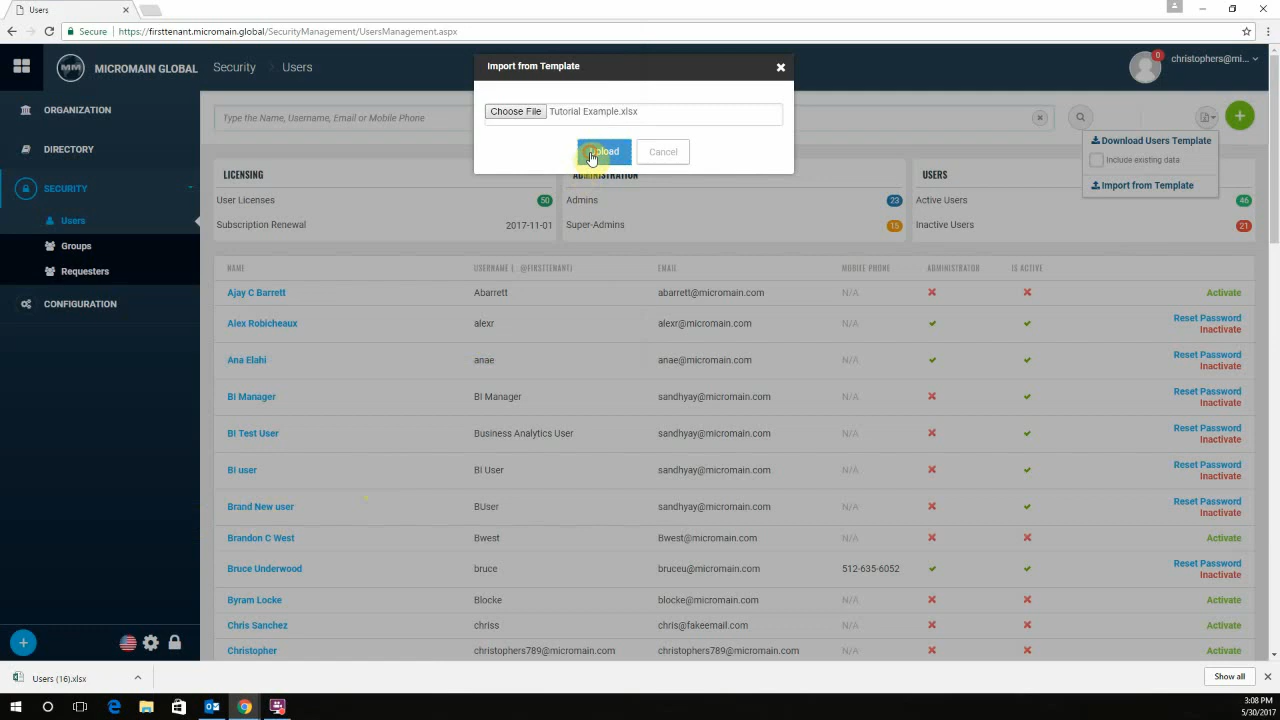 Users
Secure
https://firsttenant.micromain.global/SecurityManagement/UsersManagement.aspx
MM
MICROMAIN GLOBAL
Security
Users
0
christophers@mi...
Import from Template
Choose File
Tutorial Example.xlsx
Cancel
ORGANIZATION
DIRECTORY
SECURITY
Users
Groups
Requesters
CONFIGURATION
Type the Name, Username, Email or Mobile Phone
Download Users Template
Include existing data
Import from Template
LICENSING
User Licenses 50
Subscription Renewal 2017-11-01
ADMINISTRATION
Admins 23
Super-Admins 15
USERS
Active Users 46
Inactive Users 21
NAME USERNAME (...@FIRSTTENANT) EMAIL MOBILE PHONE ADMINISTRATOR IS ACTIVE
Ajay C Barrett Abarrett abarrett@micromain.com N/A Activate
Alex Robicheaux alexr alexr@micromain.com N/A Reset Password
Inactivate
Ana Elahi anae anae@micromain.com N/A Reset Password
Inactivate
BI Manager BI Manager sandhyay@micromain.com N/A Reset Password
Inactivate
BI Test User Business Analytics User sandhyay@micromain.com N/A Reset Password
Inactivate
BI user BI User sandhyay@micromain.com N/A Reset Password
Inactivate
Brand New user BUser sandhyay@micromain.com N/A Reset Password
Inactivate
Brandon C West Bwest Bwest@micromain.com N/A Activate
Bruce Underwood bruce bruceu@micromain.com 512-635-6052 Reset Password
Inactivate
Byram Locke Blocke blocke@micromain.com N/A Activate
Chris Sanchez chriss chris@fakeemail.com N/A Activate
Christopher christophers789@micromain.com christophers789@micromain.com N/A Activate
Users (16).xlsx
Show all
3:08 PM
5/30/2017